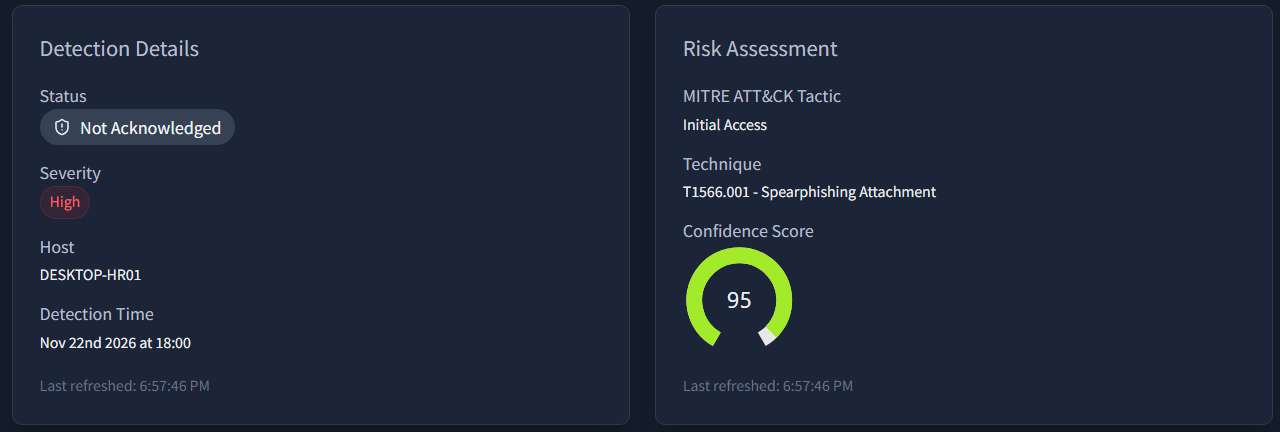 Detection Details
Status
Not Acknowledged
Severity
High
Host
DESKTOP-HR01
Detection Time
Nov 22nd 2026 at 18:00
Last refreshed: 6:57:46 PM
Risk Assessment
MITRE ATT&CK Tactic
Initial Access
Technique
T1566.001 - Spearphishing Attachment
Confidence Score
95
Last refreshed: 6:57:46 PM